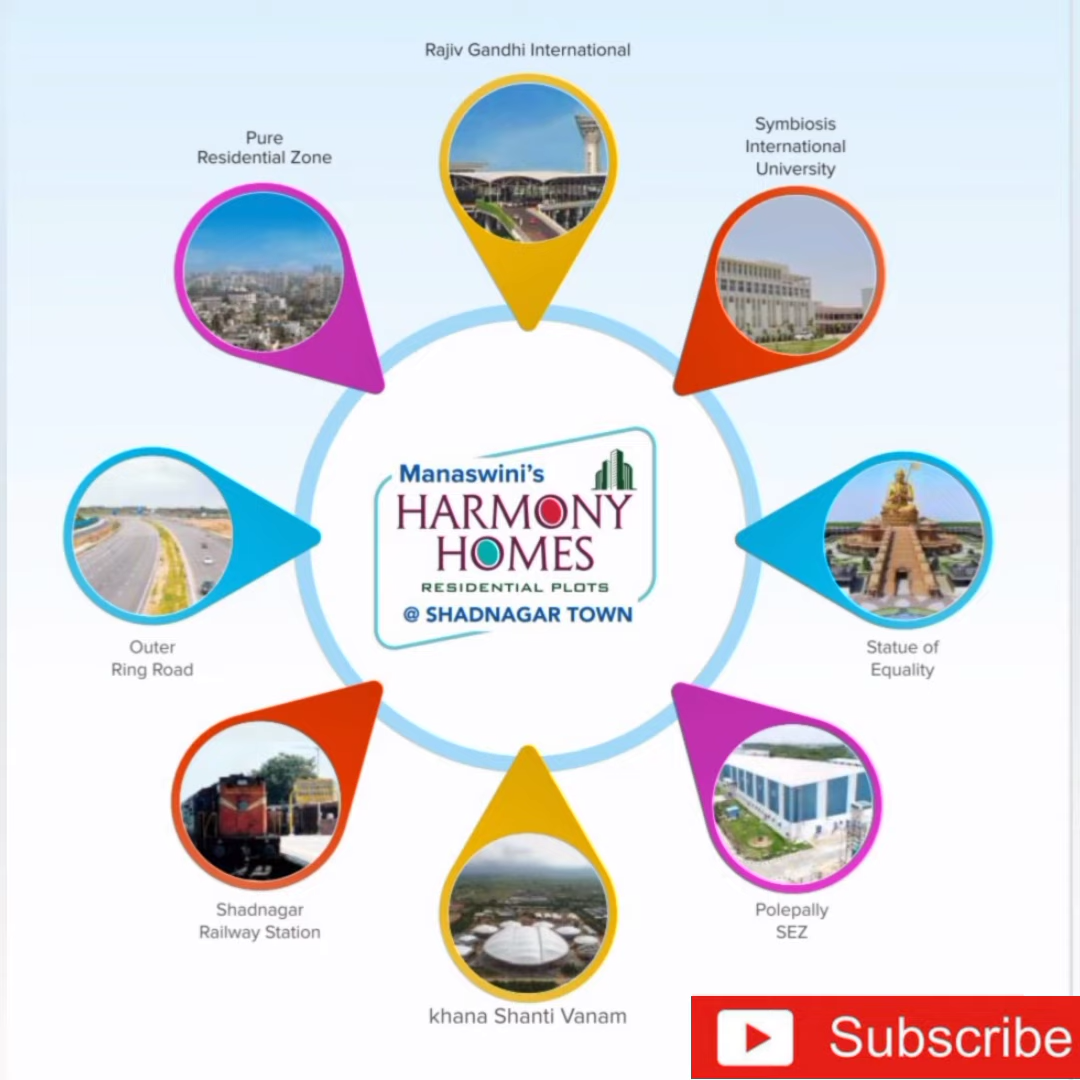 Rajiv Gandhi International
Pure
Residential Zone
Symbiosis
International
University
Manaswini's
HARMONY
HOMES
RESIDENTIAL PLOTS
@ SHADNAGAR TOWN
Outer
Ring Road
Statue of
Equality
Shadnagar
Railway Station
Polepally
SEZ
khana Shanti Vanam
Subscribe